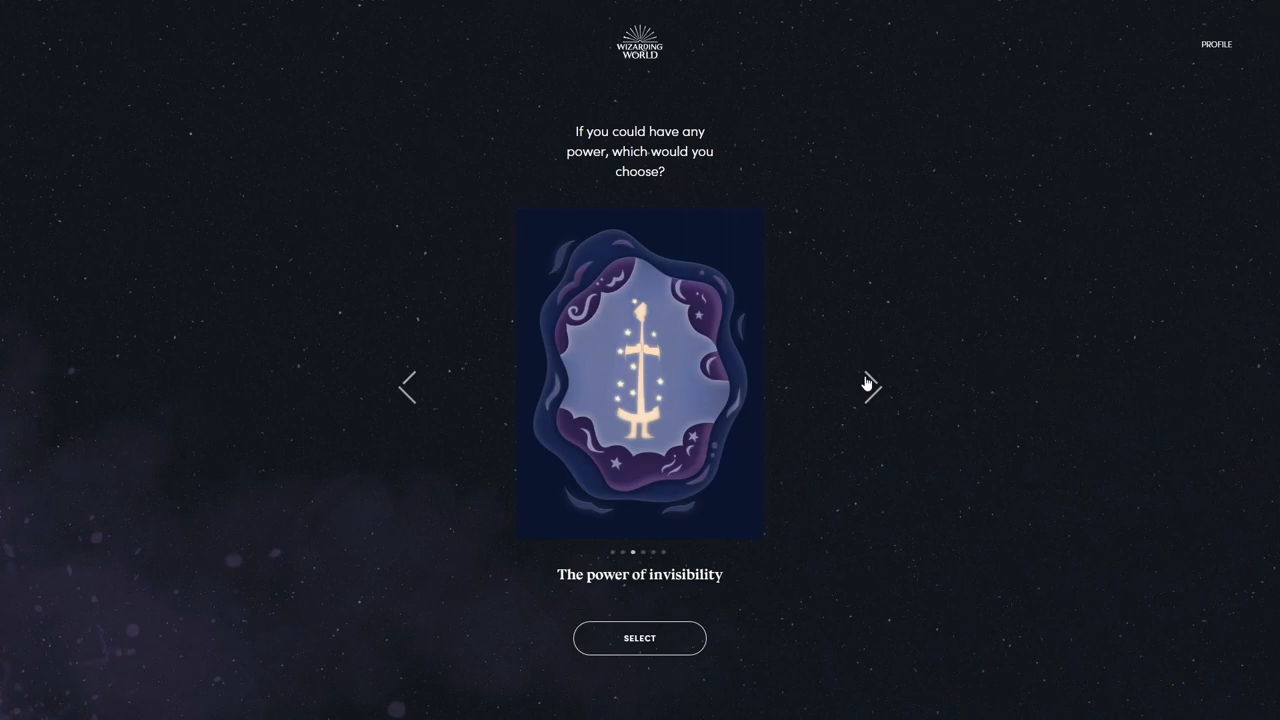 WIZARDING
WORLD
PROFILE
If you could have any
power, which would you
choose?
The power of invisibility
SELECT